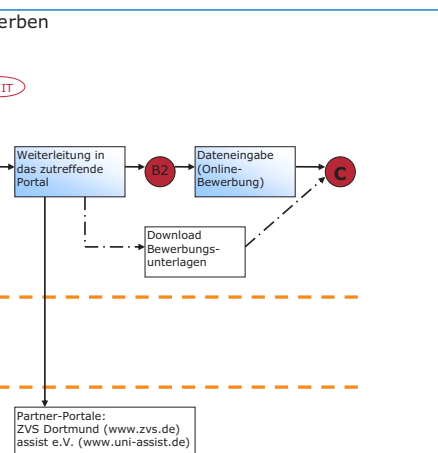 erben
IT
Weiterleitung in
das zutreffende
Portal
B2
Dateneingabe
(Online-
Bewerbung)
C
Download
Bewerbungs-
unterlagen
Partner-Portale:
ZVS Dortmund (www.zvs.de)
assist e.V. (www.uni-assist.de)